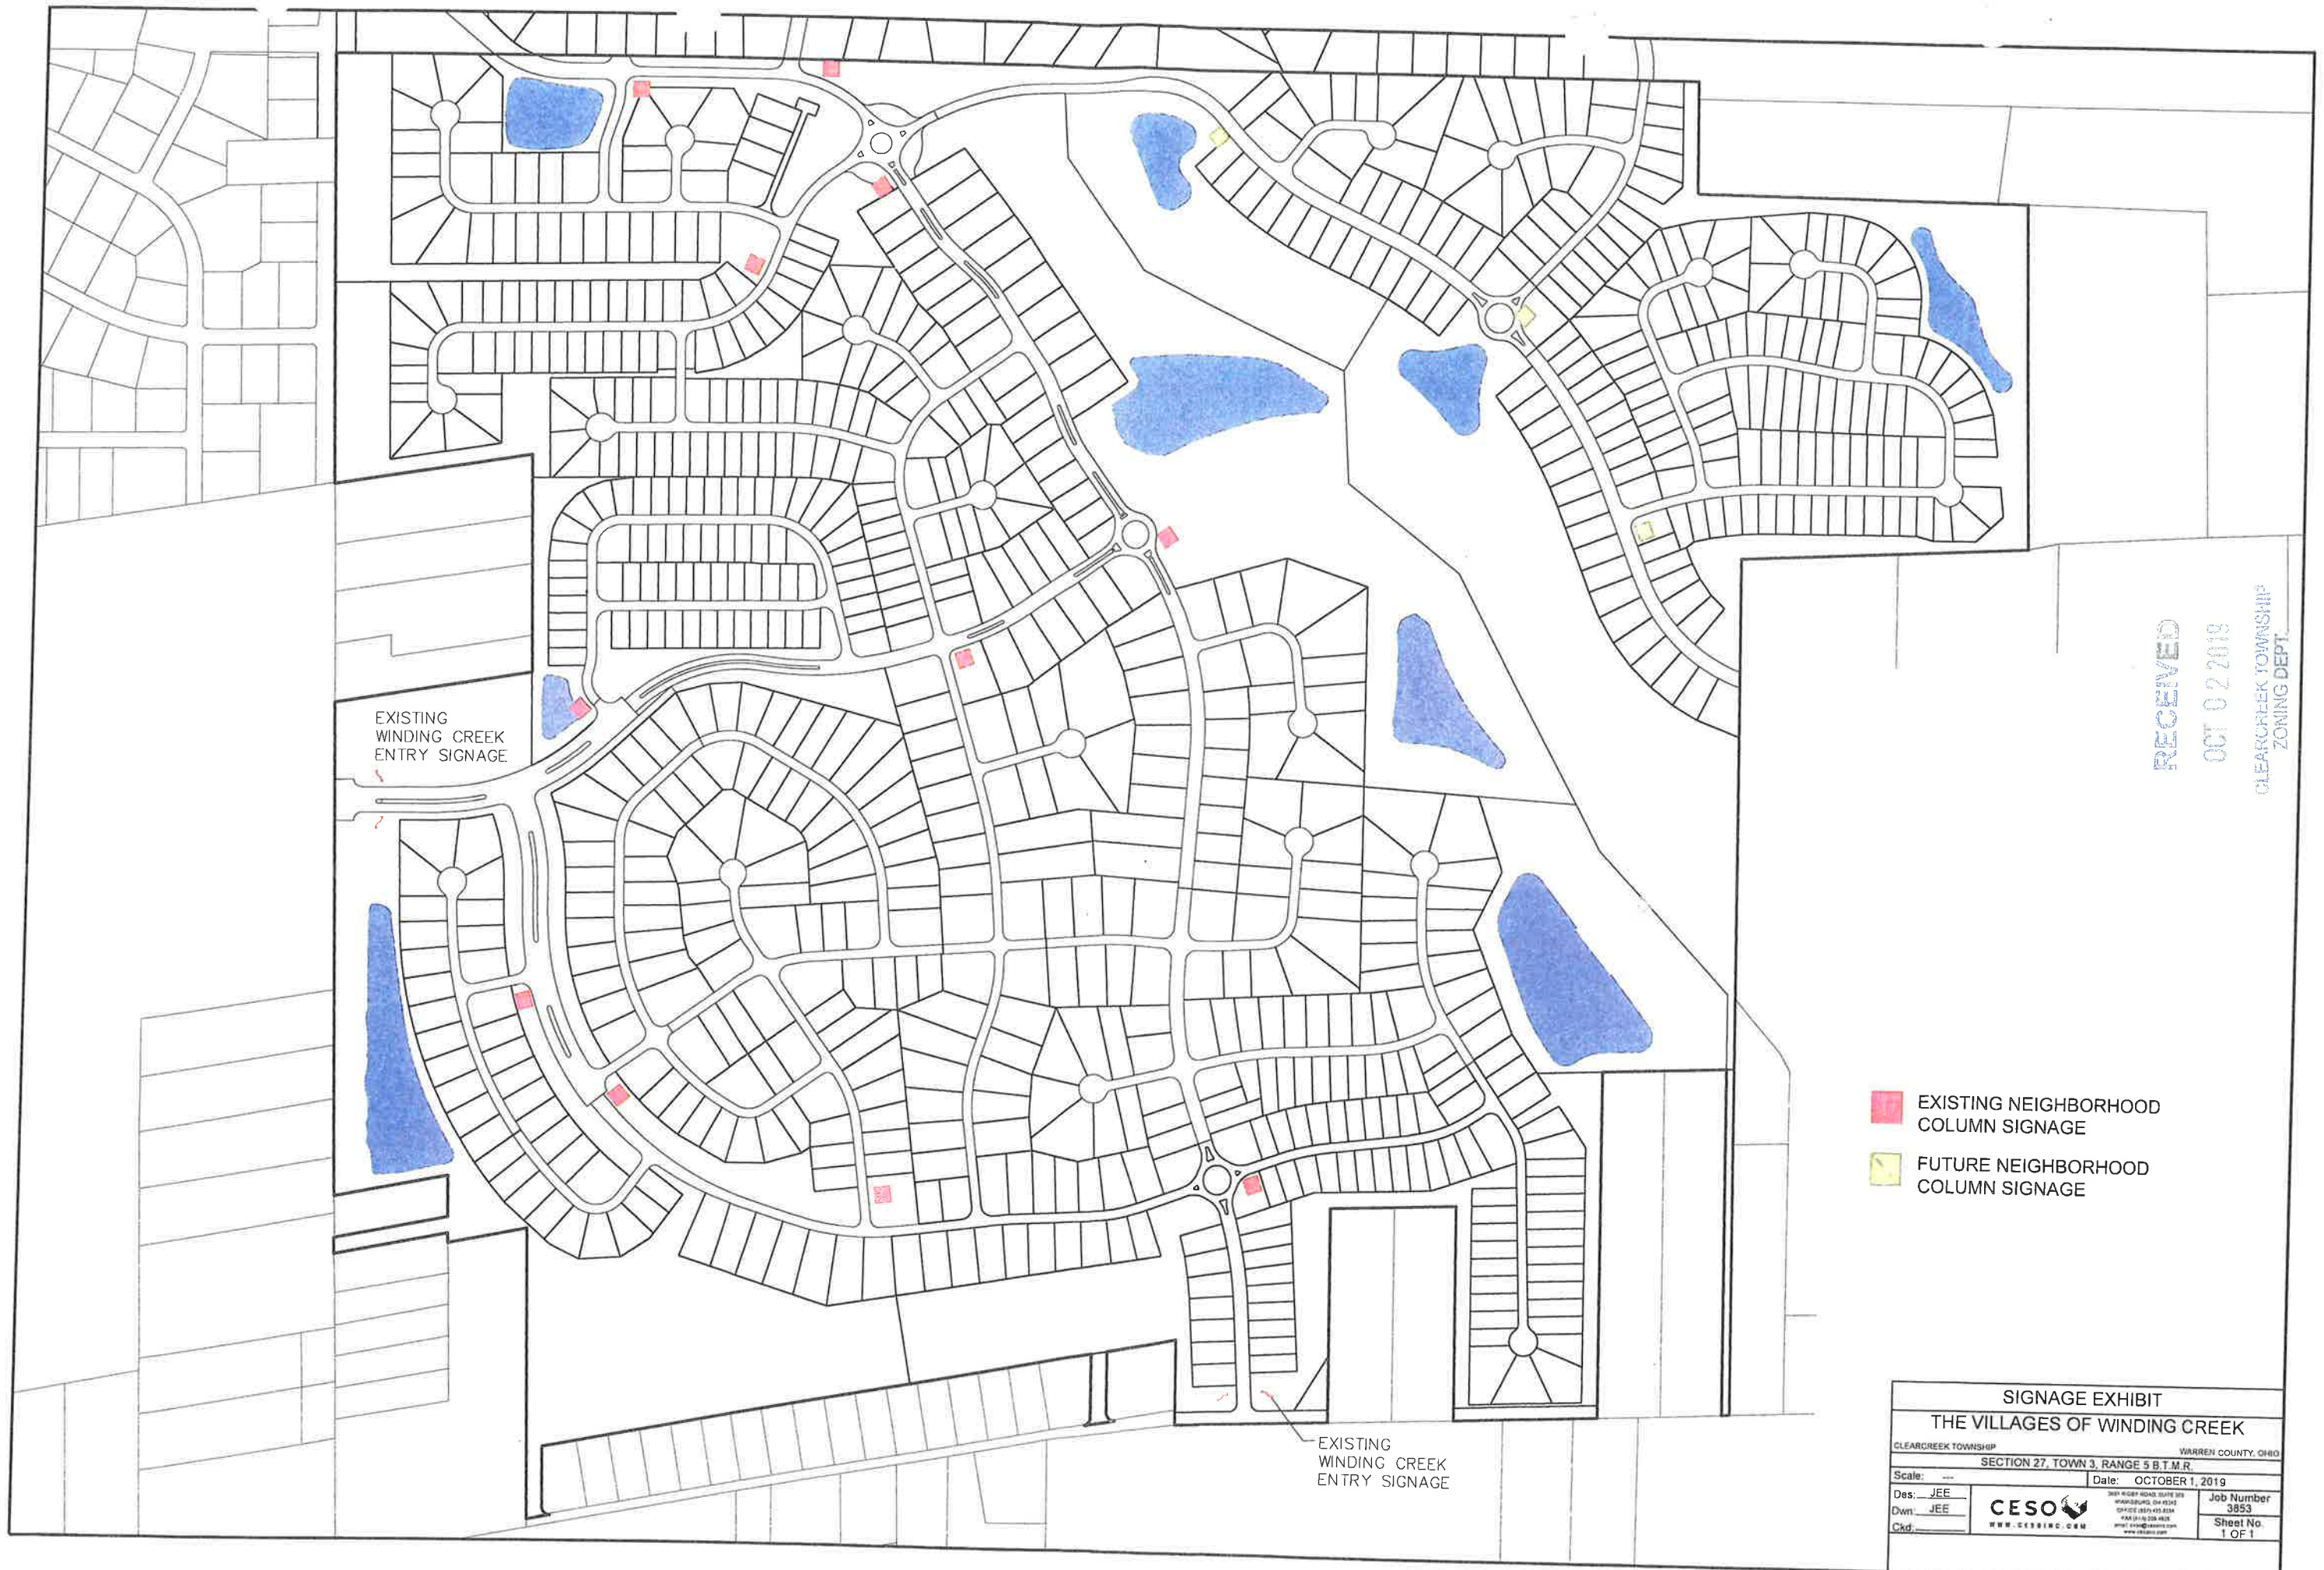 EXISTING
WINDING CREEK
ENTRY SIGNAGE
RECEIVED
OCT 02 2019
CLEARCREEK TOWNSHIP
ZONING DEPT.
EXISTING NEIGHBORHOOD
COLUMN SIGNAGE
FUTURE NEIGHBORHOOD
COLUMN SIGNAGE
EXISTING
WINDING CREEK
ENTRY SIGNAGE
SIGNAGE EXHIBIT
THE VILLAGES OF WINDING CREEK
CLEARCREEK TOWNSHIP WARREN COUNTY, OHIO
SECTION 27, TOWN 3, RANGE 5 B.T.M.R.
Scale: --- Date: OCTOBER 1, 2019
Des: JEE
Dwn: JEE
Ckd:
CESO
WWW.CESOINC.COM
Job Number
3853
Sheet No.
1 OF 1